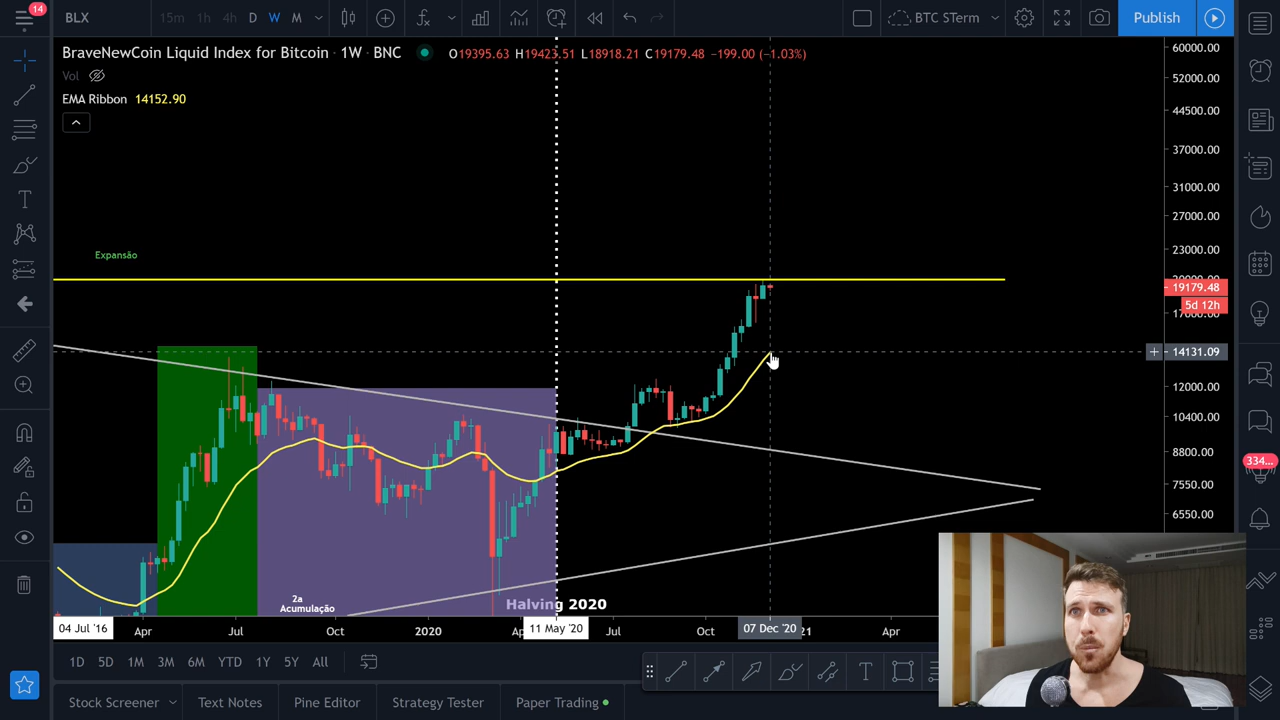 14
BLX
15m 1h 4h D W M
BTC STerm
Publish
BraveNewCoin Liquid Index for Bitcoin · 1W · BNC
O19395.63 H19423.51 L18918.21 C19179.48 −199.00 (−1.03%)
Vol
EMA Ribbon 14152.90
60000.00
52000.00
44500.00
37000.00
31000.00
27000.00
23000.00
Expansão
19179.48
5d 12h
14131.09
12000.00
10400.00
8800.00
7550.00
6550.00
334...
2a
Acumulação
Halving 2020
04 Jul '16
Apr
Jul
Oct
2020
11 May '20
Jul
Oct
07 Dec '20
Apr
1D 5D 1M 3M 6M YTD 1Y 5Y All
T
Stock Screener
Text Notes
Pine Editor
Strategy Tester
Paper Trading